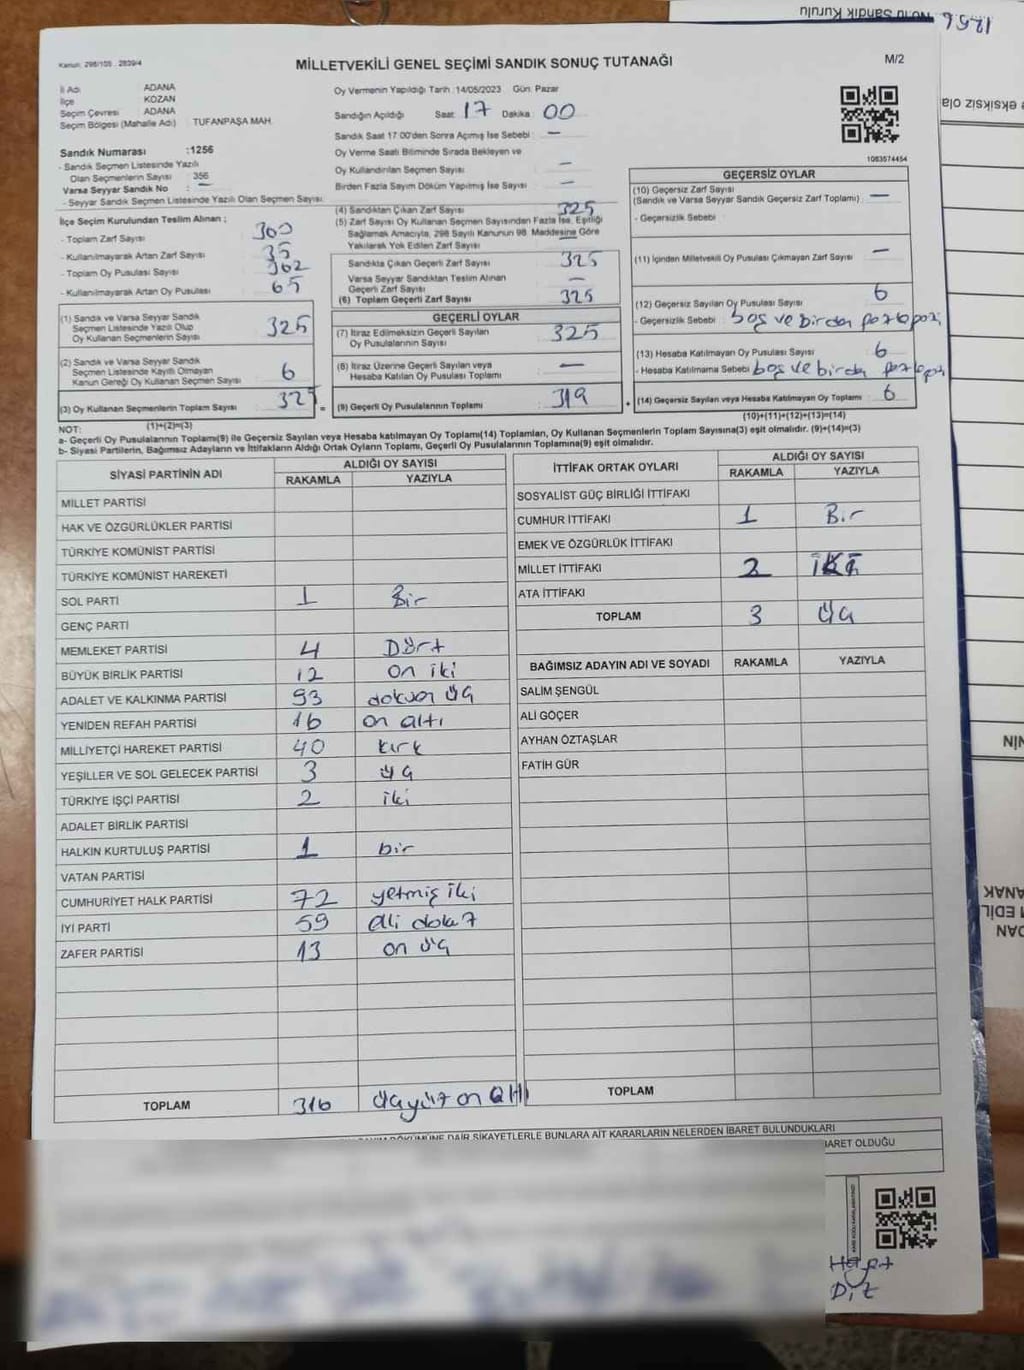 No'lu Sandık Kurulu
1256
Kanun: 298/105, 2839/4
MİLLETVEKİLİ GENEL SEÇİMİ SANDIK SONUÇ TUTANAĞI
M/2
İl Adı ADANA
İlçe KOZAN
Seçim Çevresi ADANA
Seçim Bölgesi (Mahalle Adı) TUFANPAŞA MAH.
Sandık Numarası :1256
- Sandık Seçmen Listesinde Yazılı
Olan Seçmenlerin Sayısı : 356
Varsa Seyyar Sandık No : —
- Seyyar Sandık Seçmen Listesinde Yazılı Olan Seçmen Sayısı:
Oy Vermenin Yapıldığı Tarih :14/05/2023 Gün: Pazar
Sandığın Açıldığı Saat: 17 Dakika: 00
Sandık Saat 17:00'den Sonra Açılmış İse Sebebi: —
Oy Verme Saati Bitiminde Sırada Bekleyen ve
Oy Kullandırılan Seçmen Sayısı —
Birden Fazla Sayım Döküm Yapılmış İse Sayısı —
1083574454
İlçe Seçim Kurulundan Teslim Alınan ;
- Toplam Zarf Sayısı 360
- Kullanılmayarak Artan Zarf Sayısı 35
- Toplam Oy Pusulası Sayısı 362
- Kullanılmayarak Artan Oy Pusulası 65
(1) Sandık ve Varsa Seyyar Sandık
Seçmen Listesinde Yazılı Olup
Oy Kullanan Seçmenlerin Sayısı 325
(2) Sandık ve Varsa Seyyar Sandık
Seçmen Listesinde Kayıtlı Olmayan
Kanun Gereği Oy Kullanan Seçmen Sayısı 6
(3) Oy Kullanan Seçmenlerin Toplam Sayısı 325 =
(1)+(2)=(3)
(4) Sandıktan Çıkan Zarf Sayısı 325
(5) Zarf Sayısı Oy Kullanan Seçmen Sayısından Fazla İse, Eşitliği
Sağlamak Amacıyla, 298 Sayılı Kanunun 98. Maddesine Göre
Yakılarak Yok Edilen Zarf Sayısı
Sandıkta Çıkan Geçerli Zarf Sayısı 325
Varsa Seyyar Sandıktan Teslim Alınan
Geçerli Zarf Sayısı —
(6) Toplam Geçerli Zarf Sayısı 325
GEÇERLİ OYLAR
(7) İtiraz Edilmeksizin Geçerli Sayılan
Oy Pusulalarının Sayısı 325
(8) İtiraz Üzerine Geçerli Sayılan veya
Hesaba Katılan Oy Pusulası Toplamı —
(9) Geçerli Oy Pusulalarının Toplamı 319 +
GEÇERSİZ OYLAR
(10) Geçersiz Zarf Sayısı
(Sandık ve Varsa Seyyar Sandık Geçersiz Zarf Toplamı) —
- Geçersizlik Sebebi :
(11) İçinden Milletvekili Oy Pusulası Çıkmayan Zarf Sayısı —
(12) Geçersiz Sayılan Oy Pusulası Sayısı 6
- Geçersizlik Sebebi : boş ve birden
(13) Hesaba Katılmayan Oy Pusulası Sayısı 6
- Hesaba Katılmama Sebebi : boş ve birden
(14) Geçersiz Sayılan veya Hesaba Katılmayan Oy Toplamı 6
(10)+(11)+(12)+(13)=(14)
NOT:
a- Geçerli Oy Pusulalarının Toplamı(9) ile Geçersiz Sayılan veya Hesaba katılmayan Oy Toplamı(14) Toplamları, Oy Kullanan Seçmenlerin Toplam Sayısına(3) eşit olmalıdır. (9)+(14)=(3)
b- Siyasi Partilerin, Bağımsız Adayların ve İttifakların Aldığı Ortak Oyların Toplamı, Geçerli Oy Pusulalarının Toplamına(9) eşit olmalıdır.
SİYASİ PARTİNİN ADI ALDIĞI OY SAYISI
RAKAMLA YAZIYLA
MİLLET PARTİSİ
HAK VE ÖZGÜRLÜKLER PARTİSİ
TÜRKİYE KOMÜNİST PARTİSİ
TÜRKİYE KOMÜNİST HAREKETİ
SOL PARTİ 1 Bir
GENÇ PARTİ
MEMLEKET PARTİSİ 4 Dört
BÜYÜK BİRLİK PARTİSİ 12 on iki
ADALET VE KALKINMA PARTİSİ 93 doksan üç
YENİDEN REFAH PARTİSİ 16 on altı
MİLLİYETÇİ HAREKET PARTİSİ 40 kırk
YEŞİLLER VE SOL GELECEK PARTİSİ 3 üç
TÜRKİYE İŞÇİ PARTİSİ 2 iki
ADALET BİRLİK PARTİSİ
HALKIN KURTULUŞ PARTİSİ 1 bir
VATAN PARTİSİ
CUMHURİYET HALK PARTİSİ 72 yetmiş iki
İYİ PARTİ 59 elli dokuz
ZAFER PARTİSİ 13 on üç
TOPLAM 316 üçyüz on altı
İTTİFAK ORTAK OYLARI ALDIĞI OY SAYISI
RAKAMLA YAZIYLA
SOSYALİST GÜÇ BİRLİĞİ İTTİFAKI
CUMHUR İTTİFAKI 1 Bir
EMEK VE ÖZGÜRLÜK İTTİFAKI
MİLLET İTTİFAKI 2 iki
ATA İTTİFAKI
TOPLAM 3 üç
BAĞIMSIZ ADAYIN ADI VE SOYADI RAKAMLA YAZIYLA
SALİM ŞENGÜL
ALİ GÖÇER
AYHAN ÖZTAŞLAR
FATİH GÜR
TOPLAM
DÖKÜMÜNE DAİR ŞİKAYETLERLE BUNLARA AİT KARARLARIN NELERDEN İBARET BULUNDUKLARI
İBARET OLDUĞU